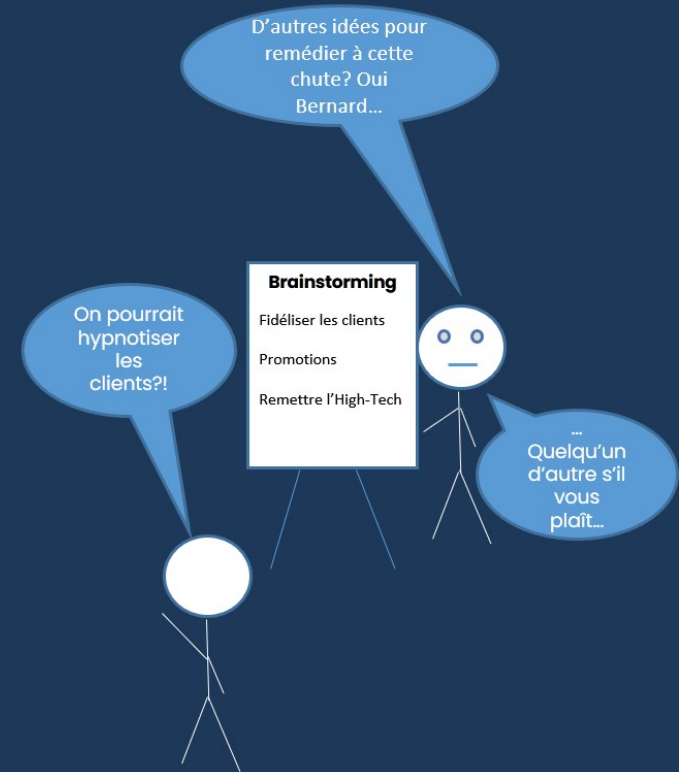 D'autres idées pour
remédier à cette
chute? Oui
Bernard...
Brainstorming
Fidéliser les clients
Promotions
Remettre l'High-Tech
On pourrait
hypnotiser
les
clients?!
...
Quelqu'un
d'autre s'il
vous
plaît...